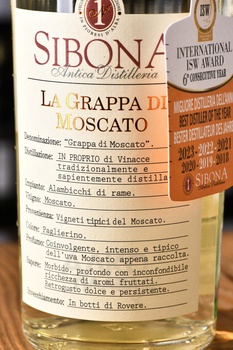 1
SIBONA
Antica Distilleria
LA GRAPPA DI
MOSCATO
Denominazione: "Grappa di Moscato".
Distillazione: IN PROPRIO di Vinacce
tradizionalmente e
sapientemente distilla
Impianto: Alambicchi di rame.
Vitigno: Moscato.
Provenienza: Vigneti tipici del Moscato.
Colore: Paglierino.
Profumo: Coinvolgente, intenso e tipico
dell'uva Moscato appena raccolta.
Sapore: Morbido, profondo con inconfondibile
ricchezza di aromi fruttati.
Retrogusto dolce e persistente.
Invecchiamento: In botti di Rovere.
ISW
INTERNATIONAL
ISW AWARD
6th CONSECUTIVE YEAR
MIGLIORE DISTILLERIA DELL'ANNO
BEST DISTILLER OF THE YEAR
BESTER DESTILLATEUR DES JAHRES
2023-2022-2021
2020-2019-2018
SIBONA